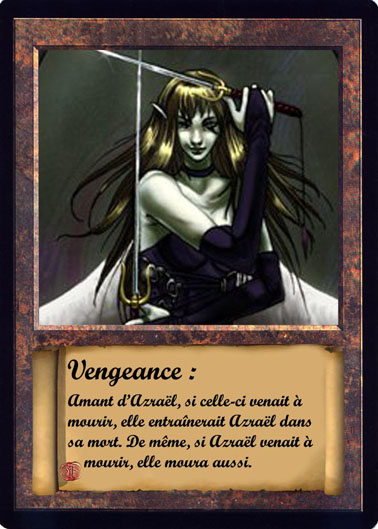 Vengeance :
Amant d'Azraël, si celle-ci venait à
mourir, elle entraînerait Azraël dans
sa mort. De même, si Azraël venait à
mourir, elle moura aussi.